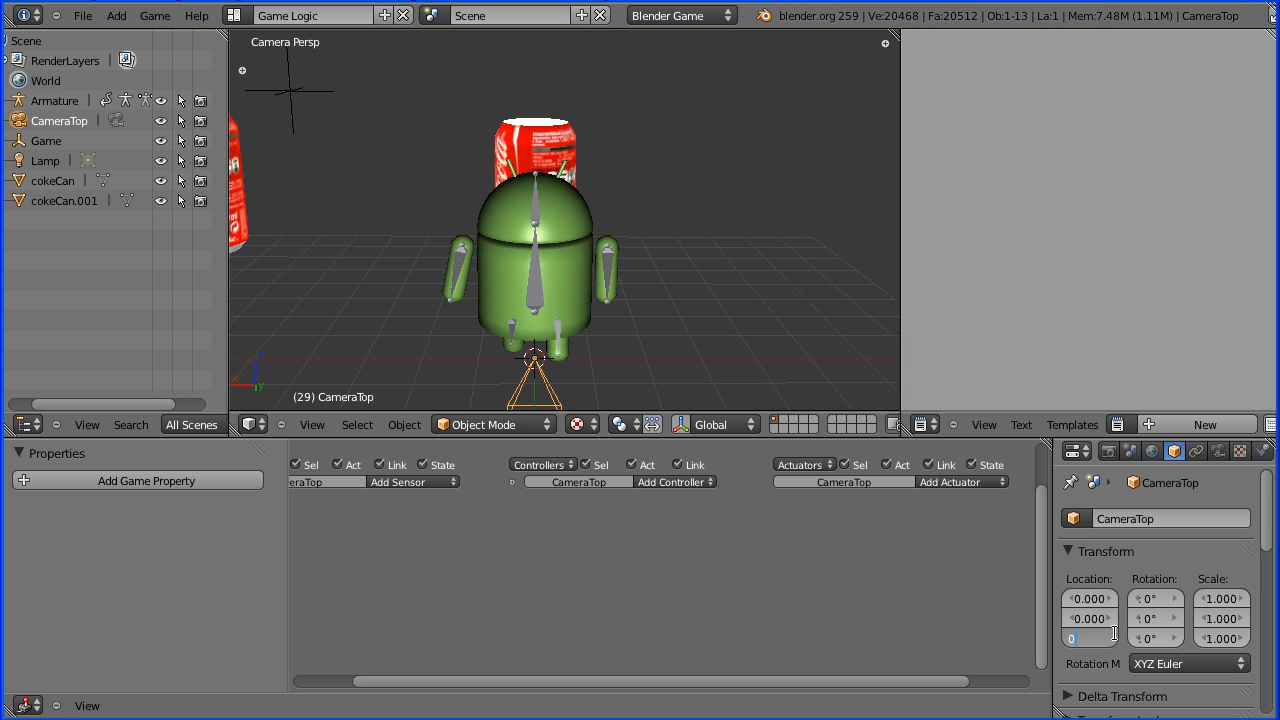 File Add Game Help Game Logic Scene Blender Game blender.org 259 | Ve:20468 | Fa:20512 | Ob:1-13 | La:1 | Mem:7.48M (1.11M) | CameraTop
Scene
RenderLayers |
World
Armature |
CameraTop |
Game
Lamp |
cokeCan |
cokeCan.001 |
Camera Persp
(29) CameraTop
View Search All Scenes
View Select Object Object Mode Global
View Text Templates New
Properties
Add Game Property
Sel Act Link State
eraTop Add Sensor
Controllers Sel Act Link
CameraTop Add Controller
Actuators Sel Act Link State
CameraTop Add Actuator
CameraTop
CameraTop
Transform
Location: Rotation: Scale:
0.000 : 0° 1.000
0.000 : 0° 1.000
0 : 0° 1.000
Rotation M XYZ Euler
Delta Transform
View